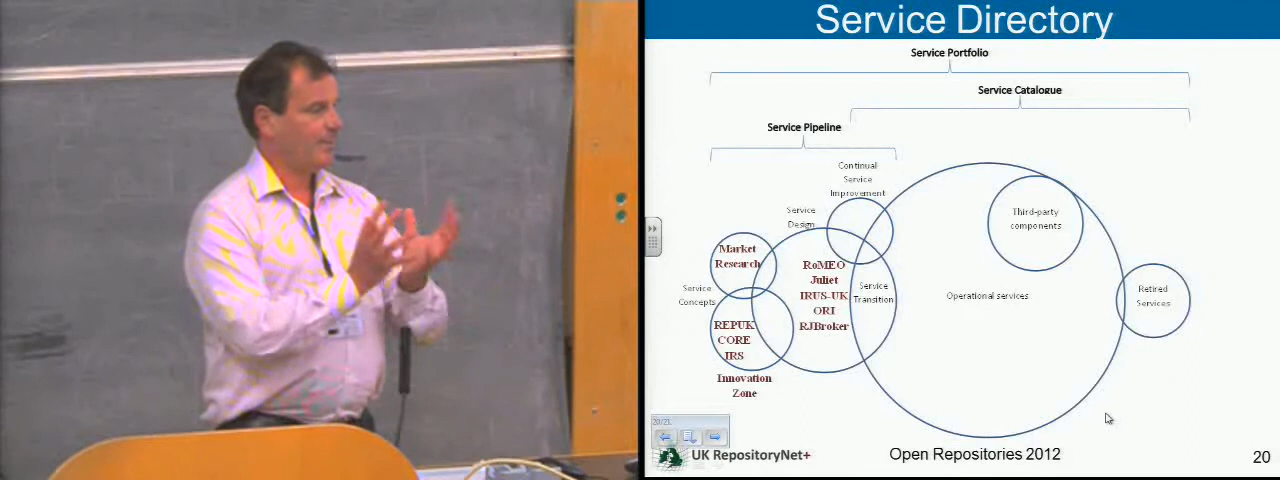 Service Directory
Service Portfolio
Service Catalogue
Service Pipeline
Continual
Service
Improvement
Service
Design
Third-party
components
Market
Research
RoMEO
Juliet
IRUS-UK
ORI
RJBroker
Service
Concepts
Service
Transition
Operational services
Retired
Services
REPUK
CORE
IRS
Innovation
Zone
20/21
UK RepositoryNet+
Open Repositories 2012
20